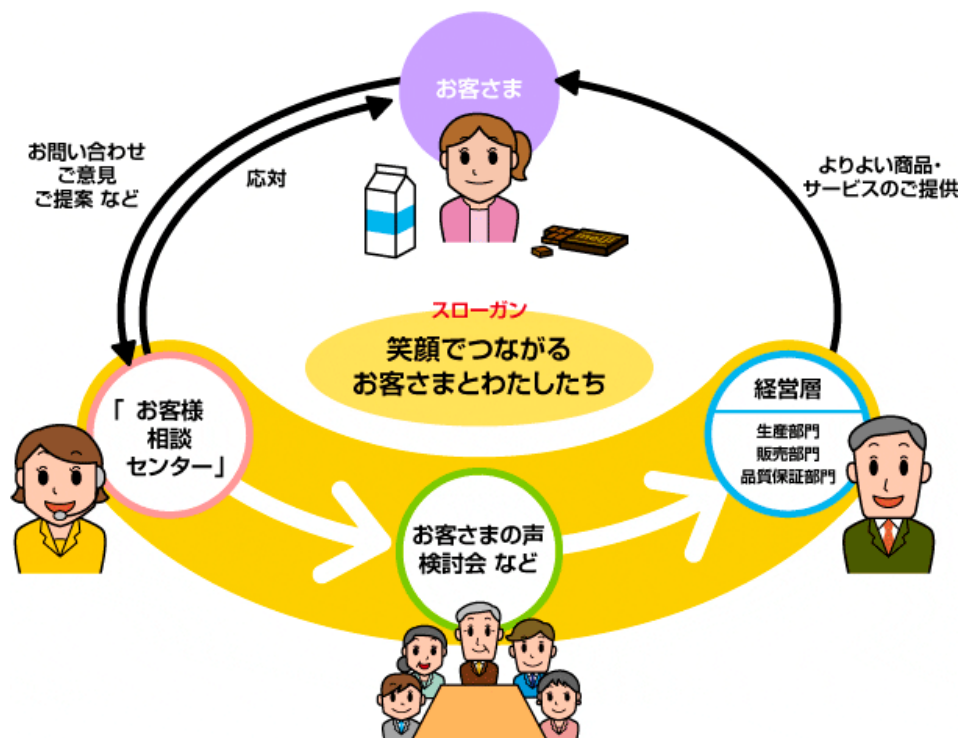 お客さま
お問い合わせ
ご意見
ご提案 など
応対
よりよい商品・
サービスのご提供
meiji
スローガン
笑顔でつながる
お客さまとわたしたち
「 お客様
相談
センター」
お客さまの声
検討会 など
経営層
生産部門
販売部門
品質保証部門